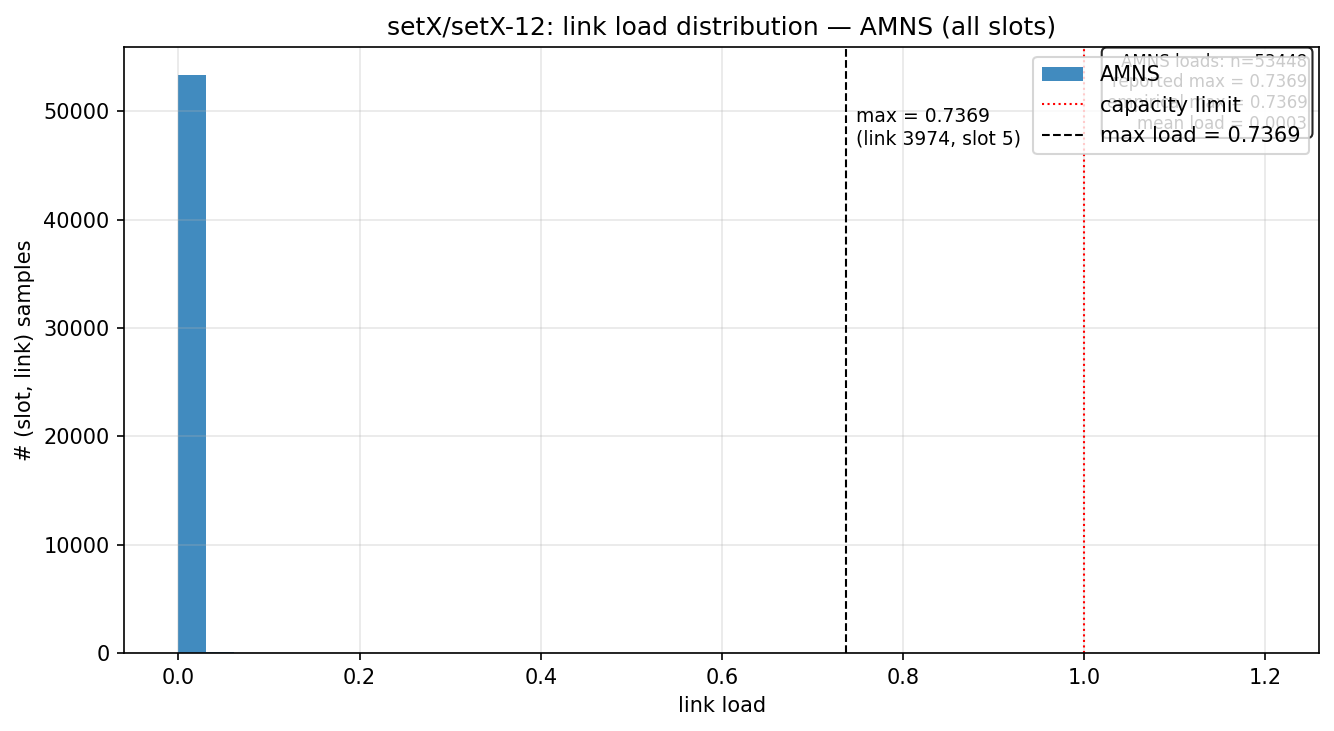 setX/setX-12: link load distribution — AMNS (all slots)
# (slot, link) samples
50000
40000
30000
20000
10000
0
max = 0.7369
(link 3974, slot 5)
AMNS
capacity limit
max load = 0.7369
AMNS loads: n=53448
reported max = 0.7369
max = 0.7369
mean load = 0.0003
0.0
0.2
0.4
0.6
0.8
1.0
1.2
link load